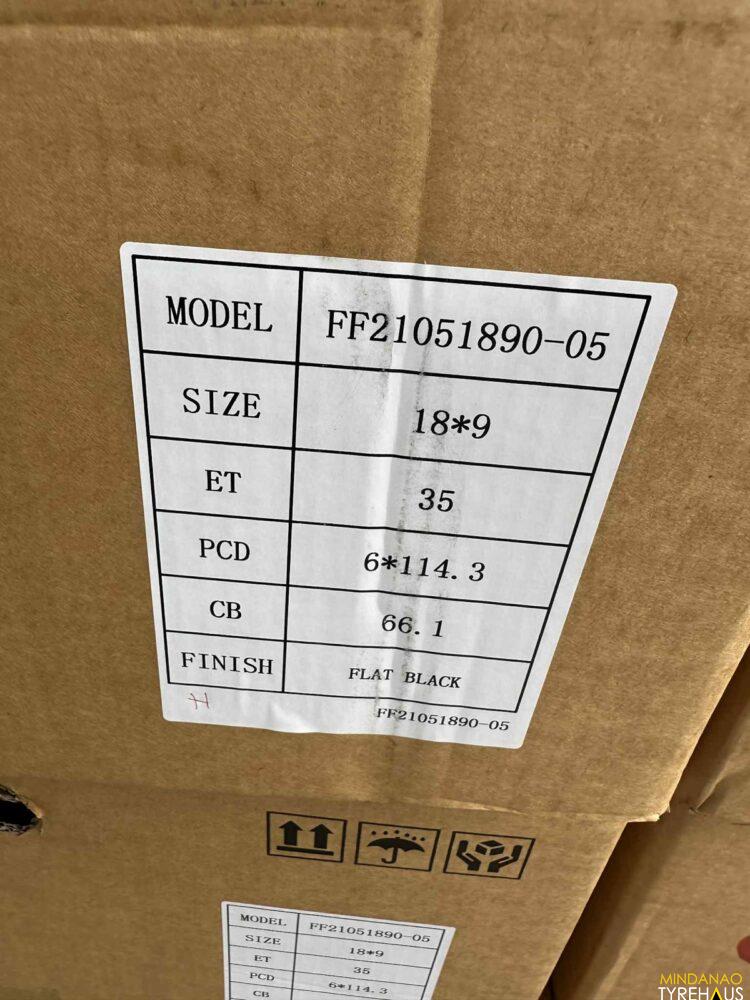 MODEL FF21051890-05
SIZE 18*9
ET 35
PCD 6*114.3
CB 66.1
FINISH FLAT BLACK
H FF21051890-05
MODEL FF21051890-05
SIZE 18*9
ET 35
PCD 6*114.3
CB
MINDANAO
TYREHAUS